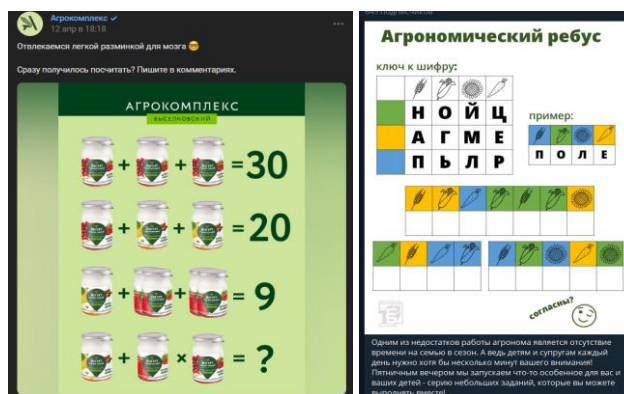 Агрокомплекс
12 апр в 18:18
Отвлекаемся легкой разминкой для мозга
Сразу получилось посчитать? Пишите в комментариях.
АГРОКОМПЛЕКС
ВЫСЕЛКОВСКИЙ
+ + = 30
+ + = 20
+ + = 9
+ × = ?
Агрономический ребус
ключ к шифру:
Н О Й Ц
А Г М Е
П Ь Л Р
пример:
П О Л Е
согласны?
Одним из недостатков работы агронома является отсутствие
времени на семью в сезон. А ведь детям и супругам каждый
день нужно хотя бы несколько минут вашего внимания!
Пятничным вечером мы запускаем что-то особенное для вас и
ваших детей - серию небольших заданий, которые вы можете
выполнять вместе!